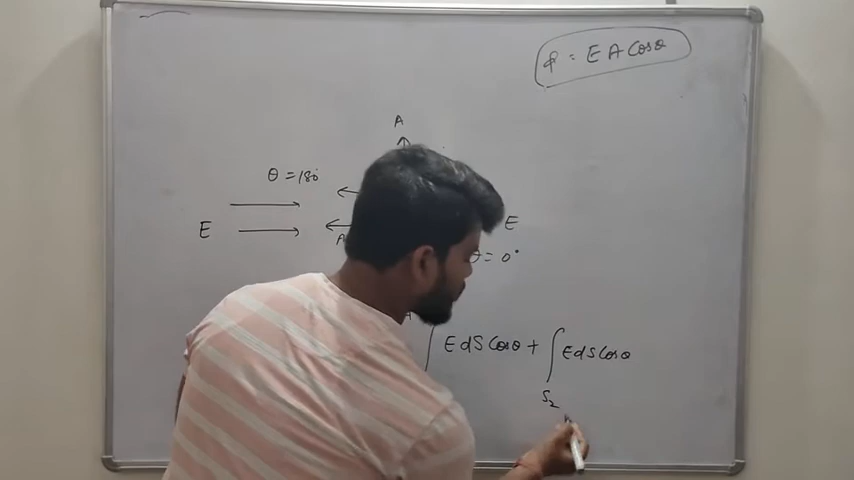 ɸ = E A Cosθ
A
θ = 180°
E
E
A
θ = 0°
A
∫ E dS Cosθ + ∫ E dS Cosθ
S₂